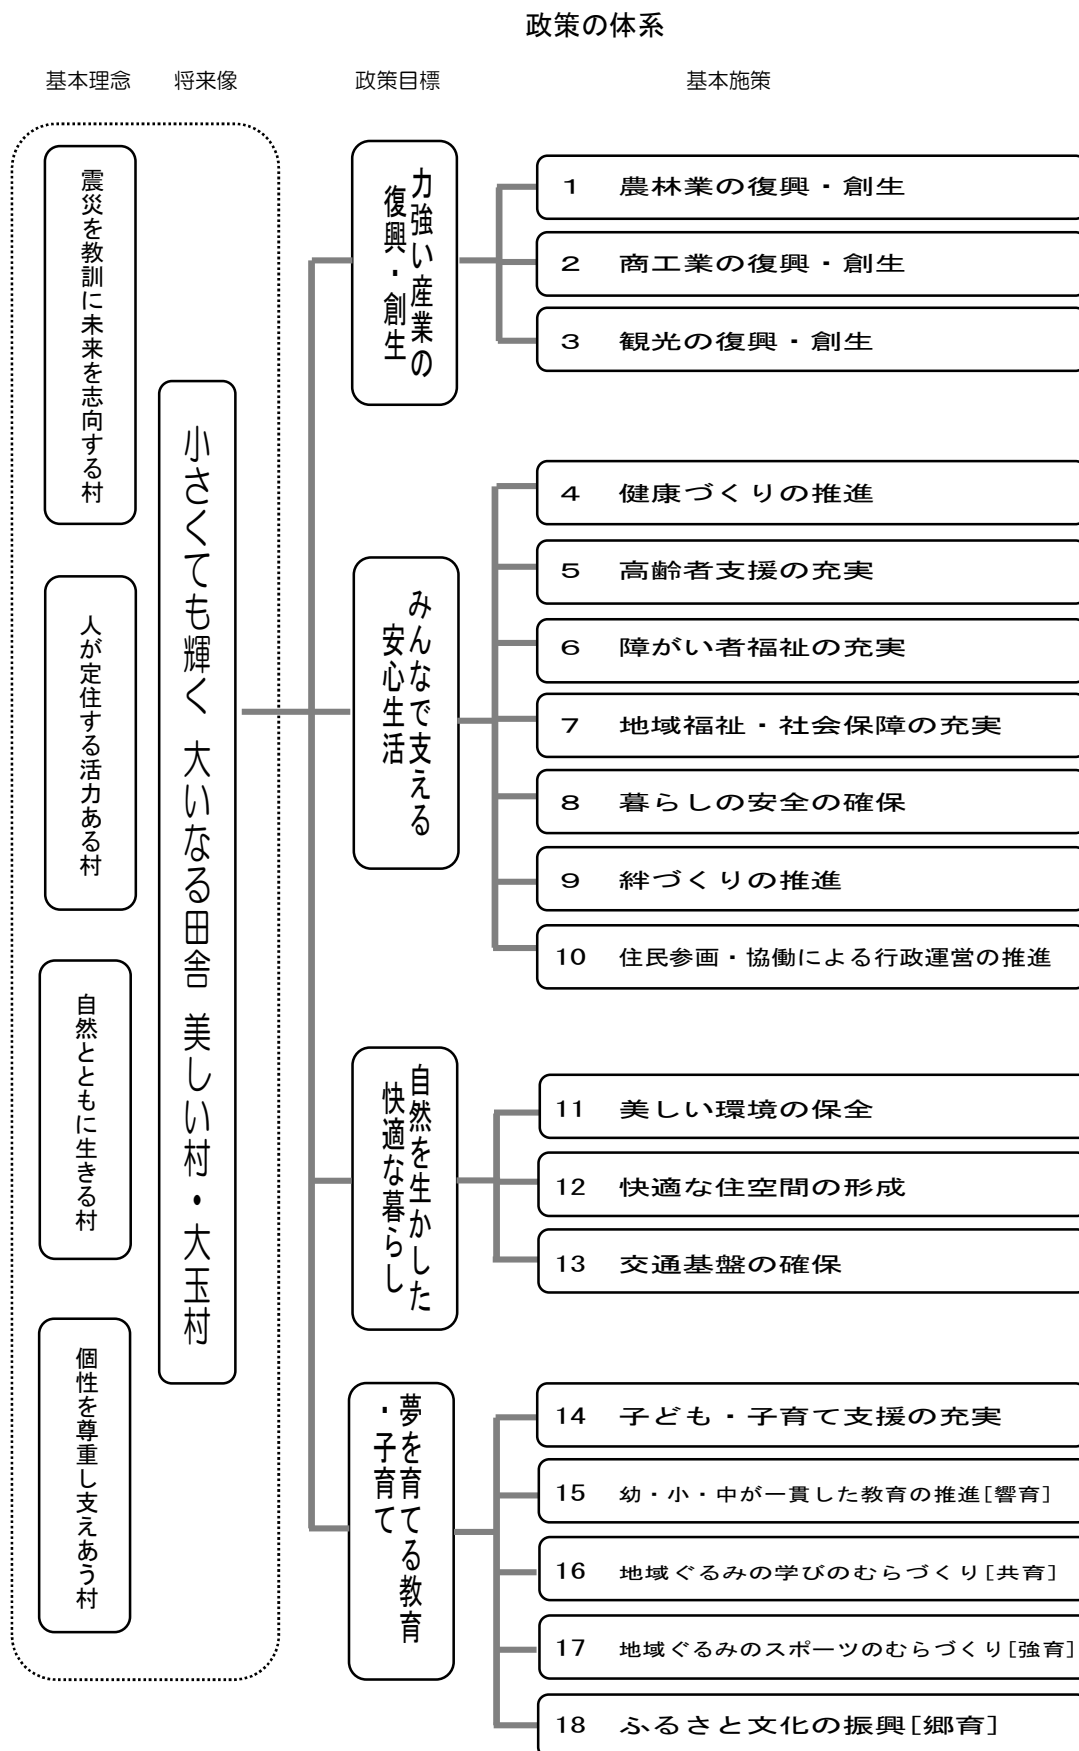 政策の体系
基本理念
将来像
政策目標
基本施策
震災を教訓に未来を志向する村
人が定住する活力ある村
自然とともに生きる村
個性を尊重し支えあう村
小さくても輝く 大いなる田舎 美しい村・大玉村
力強い産業の
復興・創生
1 農林業の復興・創生
2 商工業の復興・創生
3 観光の復興・創生
みんなで支える
安心生活
4 健康づくりの推進
5 高齢者支援の充実
6 障がい者福祉の充実
7 地域福祉・社会保障の充実
8 暮らしの安全の確保
9 絆づくりの推進
10 住民参画・協働による行政運営の推進
自然を生かした
快適な暮らし
11 美しい環境の保全
12 快適な住空間の形成
13 交通基盤の確保
夢を育てる教育
・子育て
14 子ども・子育て支援の充実
15 幼・小・中が一貫した教育の推進[響育]
16 地域ぐるみの学びのむらづくり[共育]
17 地域ぐるみのスポーツのむらづくり[強育]
18 ふるさと文化の振興[郷育]